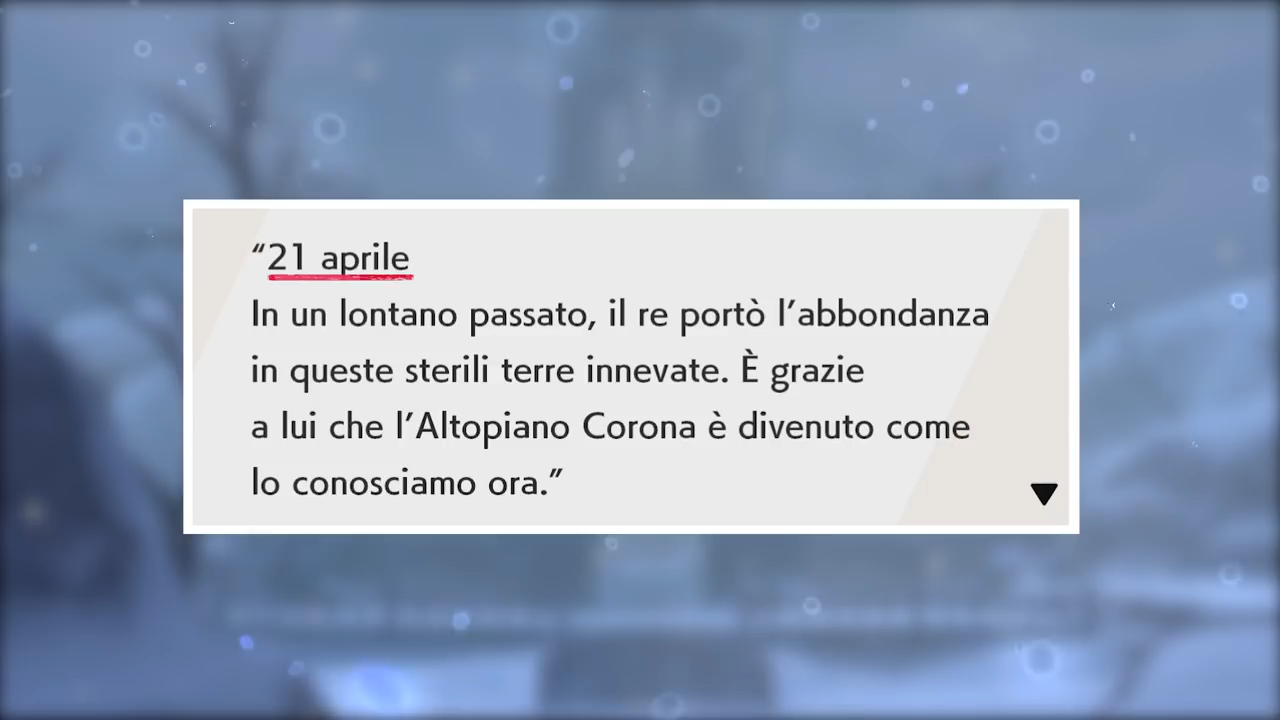 “21 aprile
In un lontano passato, il re portò l’abbondanza
in queste sterili terre innevate. È grazie
a lui che l’Altopiano Corona è divenuto come
lo conosciamo ora.”